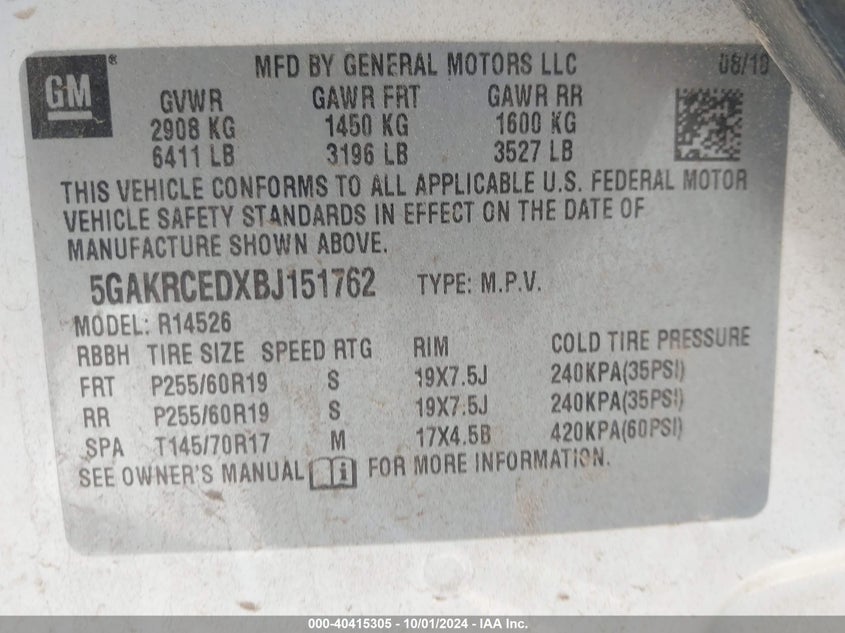 GM® MFD BY GENERAL MOTORS LLC 08/10
GVWR GAWR FRT GAWR RR
2908 KG 1450 KG 1600 KG
6411 LB 3196 LB 3527 LB
THIS VEHICLE CONFORMS TO ALL APPLICABLE U.S. FEDERAL MOTOR
VEHICLE SAFETY STANDARDS IN EFFECT ON THE DATE OF
MANUFACTURE SHOWN ABOVE.
5GAKRCEDXBJ151762 TYPE: M.P.V.
MODEL: R14526
RBBH TIRE SIZE SPEED RTG RIM COLD TIRE PRESSURE
FRT P255/60R19 S 19X7.5J 240KPA(35PSI)
RR P255/60R19 S 19X7.5J 240KPA(35PSI)
SPA T145/70R17 M 17X4.5B 420KPA(60PSI)
SEE OWNER'S MANUAL i FOR MORE INFORMATION.
000-40415305 - 10/01/2024 - IAA Inc.